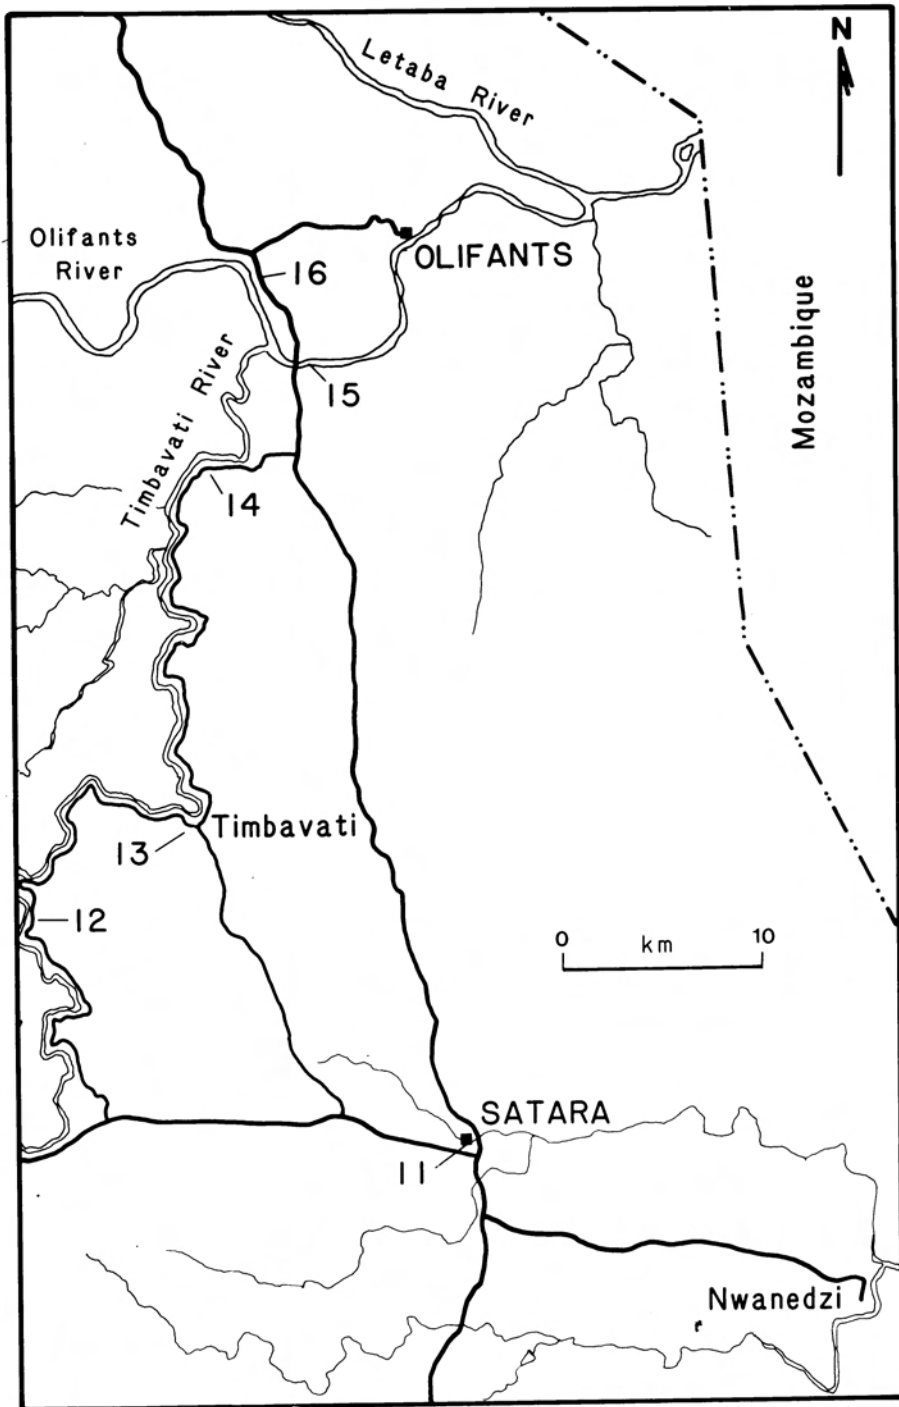 N
Letaba River
Olifants
River
OLIFANTS
16
Mozambique
Timbavati River
15
14
Timbavati
13
12
0 km 10
SATARA
11
Nwanedzi